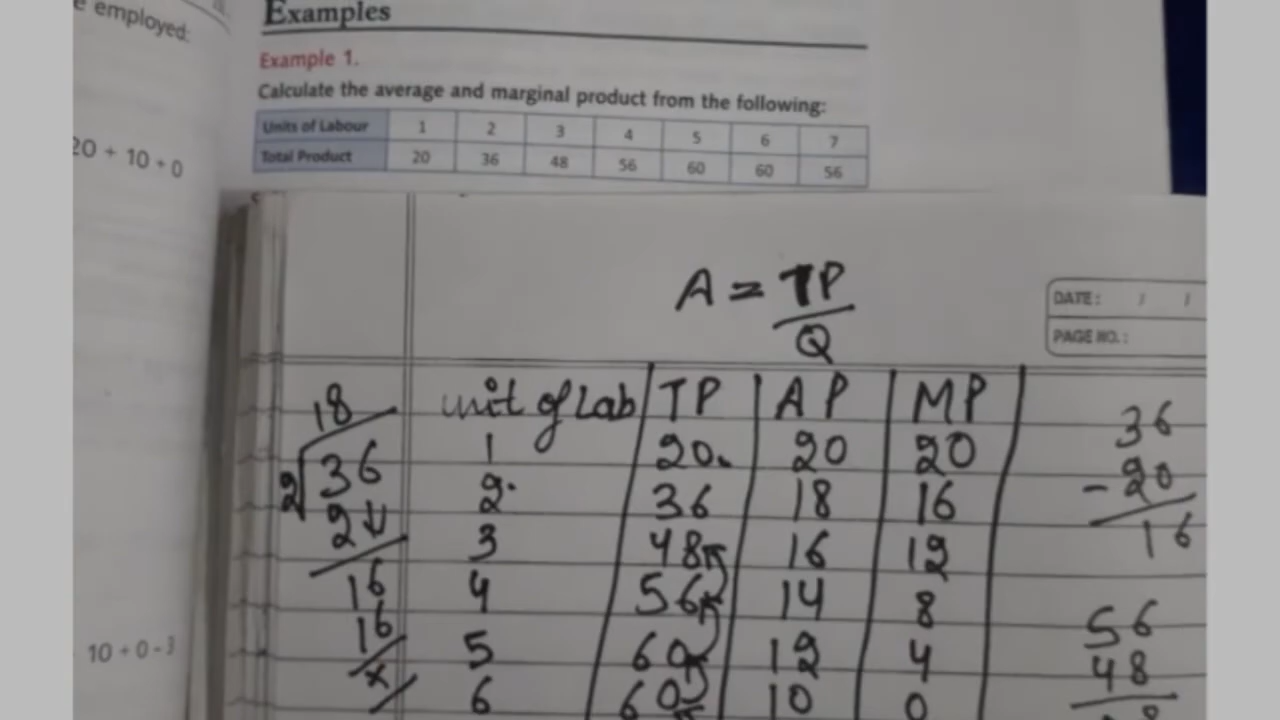 e employed:
20 + 10 + 0
10 + 0 - 3
Examples
Example 1.
Calculate the average and marginal product from the following:
Units of Labour 1 2 3 4 5 6 7
Total Product 20 36 48 56 60 60 56
A = TP
Q
DATE: / /
PAGE NO.:
unit of Lab TP AP MP
1 20 20 20
2 36 18 16
3 48 16 12
4 56 14 8
5 60 12 4
6 60 10 0
18
2 36
2
16
16
x
36
- 20
16
56
48